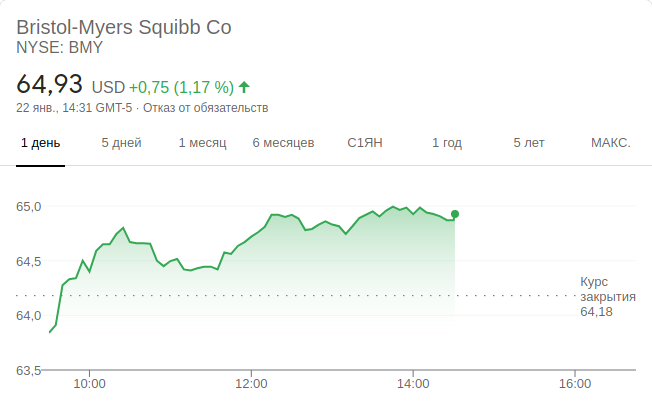 Bristol-Myers Squibb Co
NYSE: BMY
64,93 USD +0,75 (1,17 %)
22 янв., 14:31 GMT-5 · Отказ от обязательств
1 день 5 дней 1 месяц 6 месяцев С1ЯН 1 год 5 лет МАКС.
65,0
64,5
Курс
закрытия
64,18
64,0
63,5
10:00 12:00 14:00 16:00